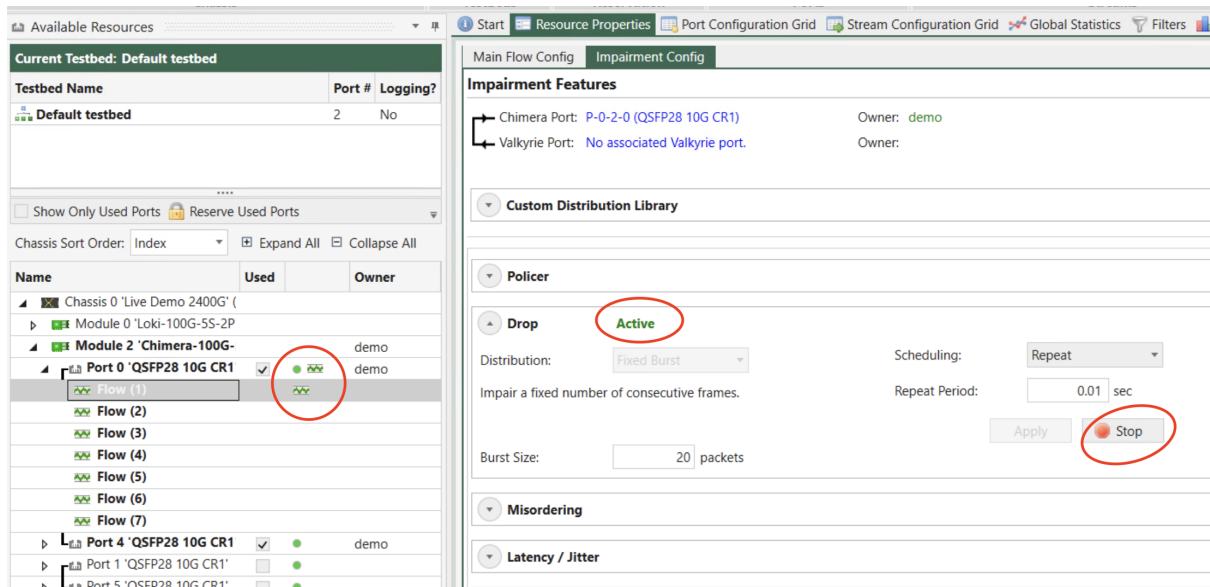 Available Resources
Start Resource Properties Port Configuration Grid Stream Configuration Grid Global Statistics Filters
Current Testbed: Default testbed
Testbed Name Port # Logging?
Default testbed 2 No
Show Only Used Ports Reserve Used Ports
Chassis Sort Order: Index Expand All Collapse All
Name Used Owner
Chassis 0 'Live Demo 2400G' (
Module 0 'Loki-100G-5S-2P
Module 2 'Chimera-100G- demo
Port 0 'QSFP28 10G CR1 demo
Flow (1)
Flow (2)
Flow (3)
Flow (4)
Flow (5)
Flow (6)
Flow (7)
Port 4 'QSFP28 10G CR1 demo
Port 1 'QSFP28 10G CR1'
Port 5 'QSFP28 10G CR1'
Main Flow Config Impairment Config
Impairment Features
Chimera Port: P-0-2-0 (QSFP28 10G CR1) Owner: demo
Valkyrie Port: No associated Valkyrie port. Owner:
Custom Distribution Library
Policer
Drop Active
Distribution: Fixed Burst Scheduling: Repeat
Impair a fixed number of consecutive frames. Repeat Period: 0.01 sec
Apply Stop
Burst Size: 20 packets
Misordering
Latency / Jitter